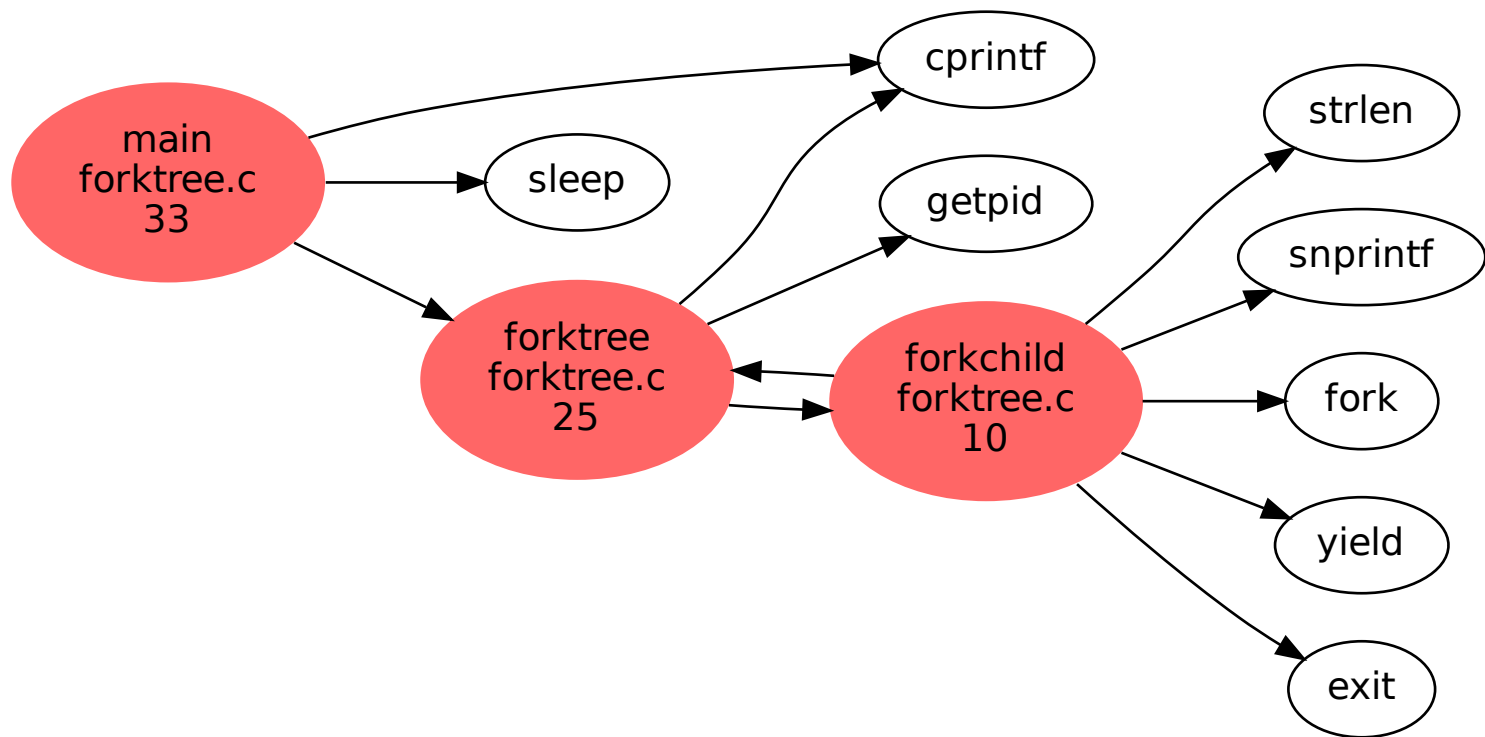 main
forktree.c
33
cprintf
sleep
getpid
forktree
forktree.c
25
forkchild
forktree.c
10
strlen
snprintf
fork
yield
exit